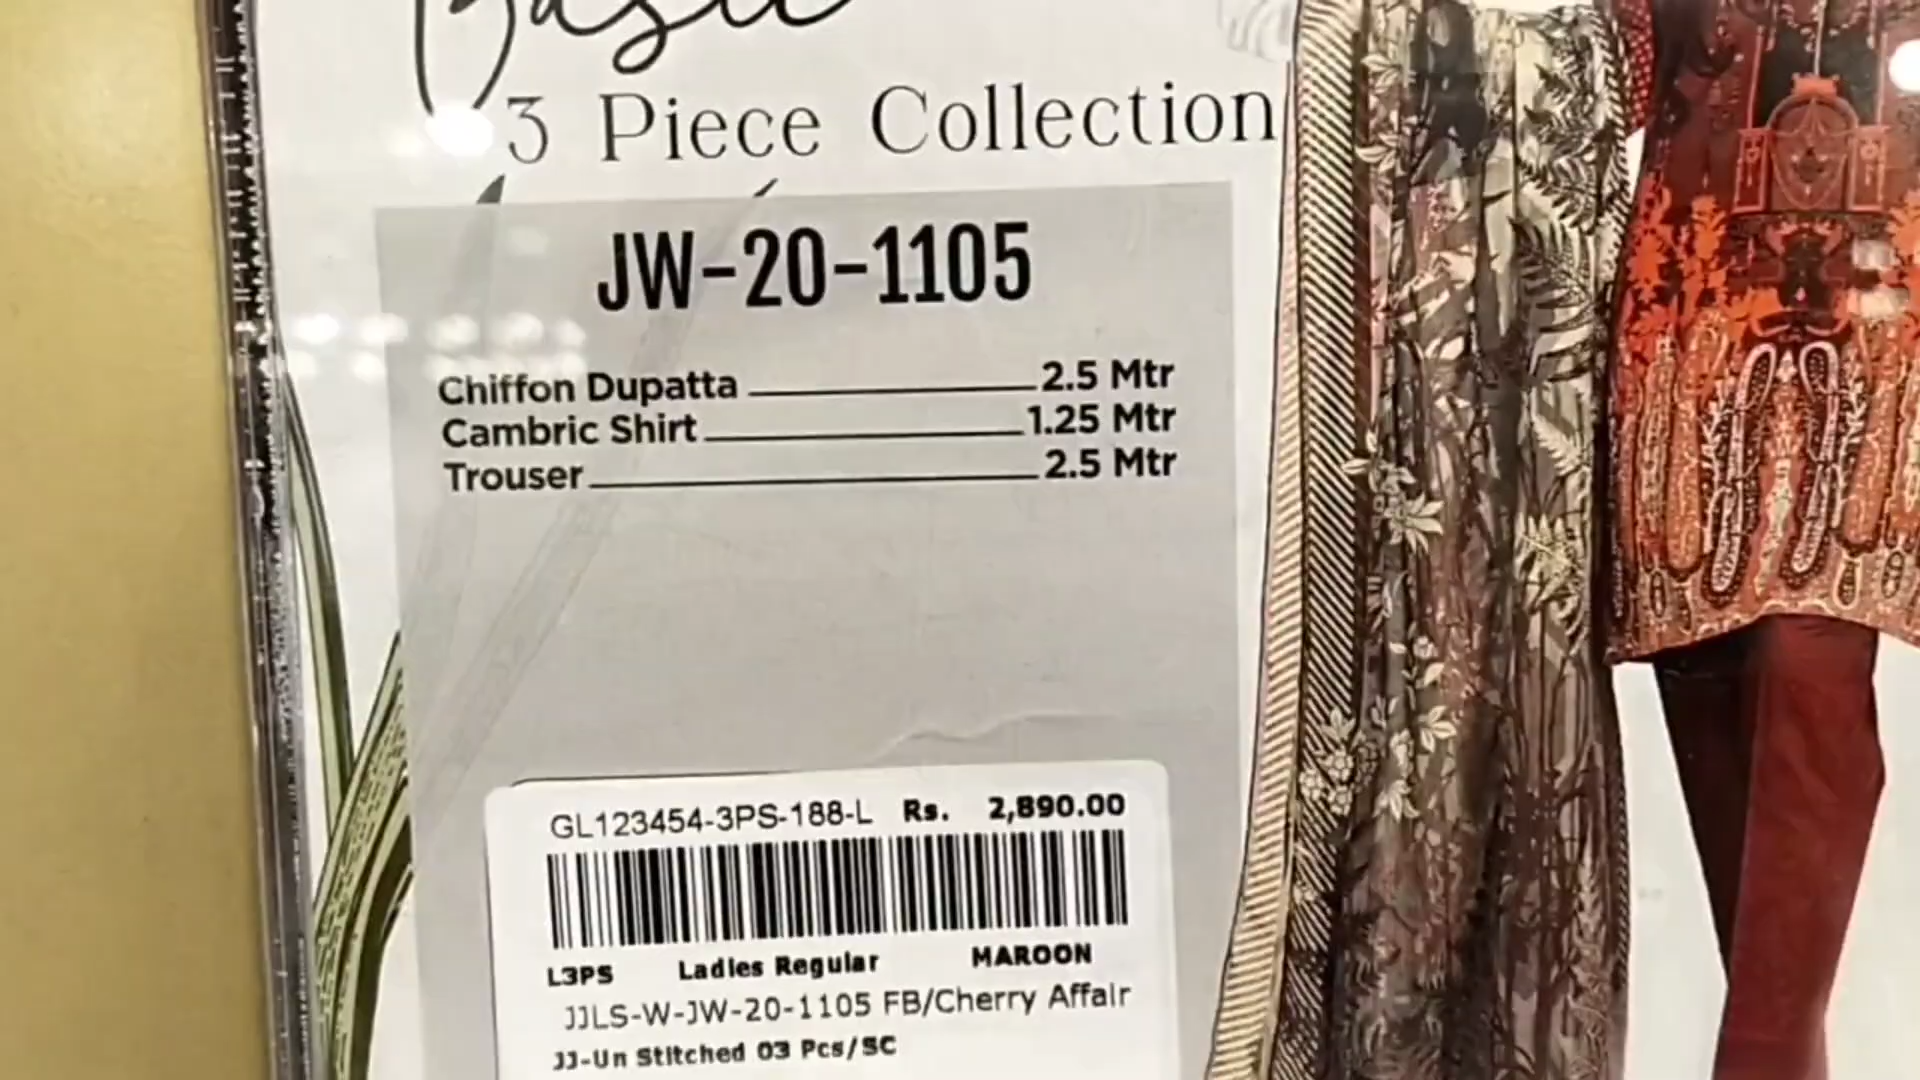 Basic
3 Piece Collection
JW-20-1105
Chiffon Dupatta 2.5 Mtr
Cambric Shirt 1.25 Mtr
Trouser 2.5 Mtr
GL123454-3PS-188-L Rs. 2,890.00
L3PS Ladies Regular MAROON
JJLS-W-JW-20-1105 FB/Cherry Affair
JJ-Un Stitched 03 Pcs/SC